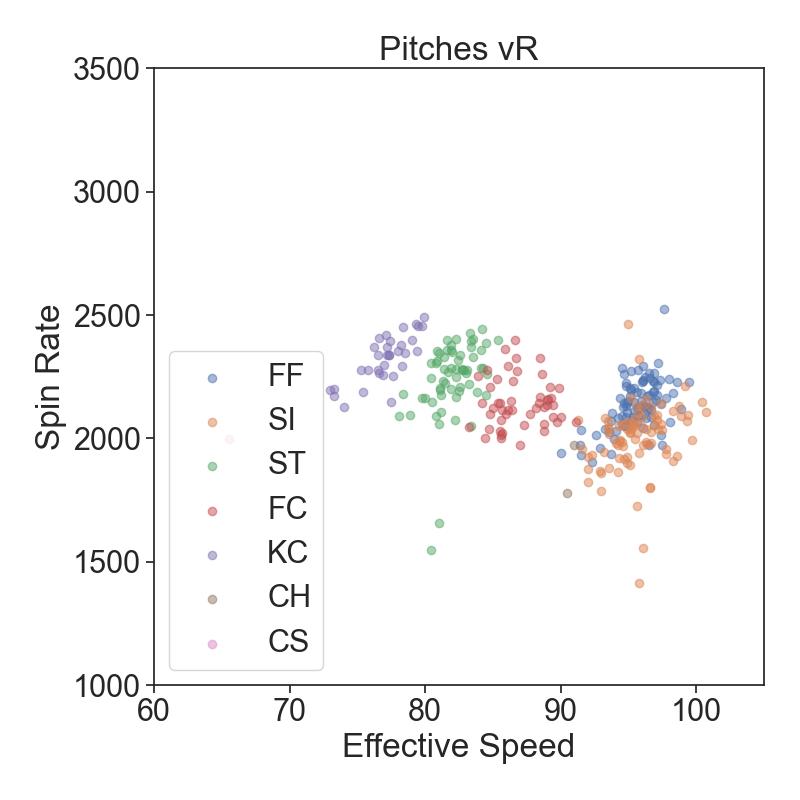 Pitches vR
3500
3000
2500
2000
1500
1000
Spin Rate
FF
SI
ST
FC
KC
CH
CS
60 70 80 90 100
Effective Speed